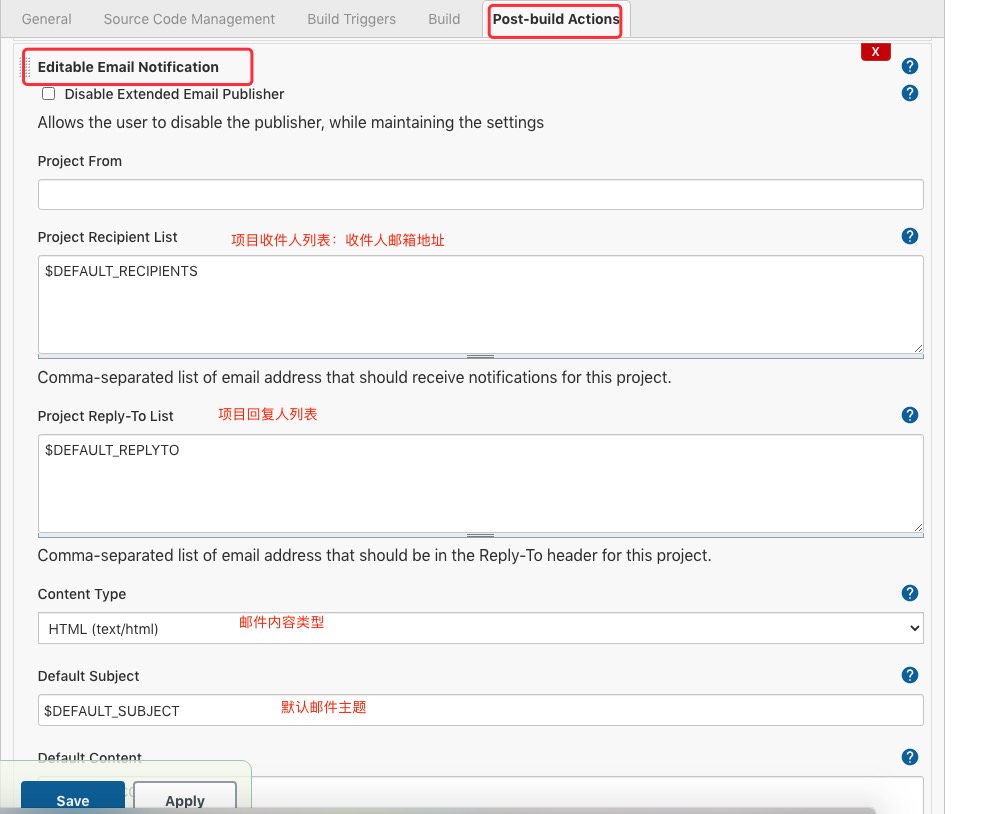 General Source Code Management Build Triggers Build Post-build Actions
X
Editable Email Notification
?
Disable Extended Email Publisher
?
Allows the user to disable the publisher, while maintaining the settings
Project From
Project Recipient List 项目收件人列表：收件人邮箱地址
?
$DEFAULT_RECIPIENTS
Comma-separated list of email address that should receive notifications for this project.
Project Reply-To List 项目回复人列表
?
$DEFAULT_REPLYTO
Comma-separated list of email address that should be in the Reply-To header for this project.
Content Type
?
HTML (text/html) 邮件内容类型
Default Subject
?
$DEFAULT_SUBJECT 默认邮件主题
Default Content
?
Save Apply